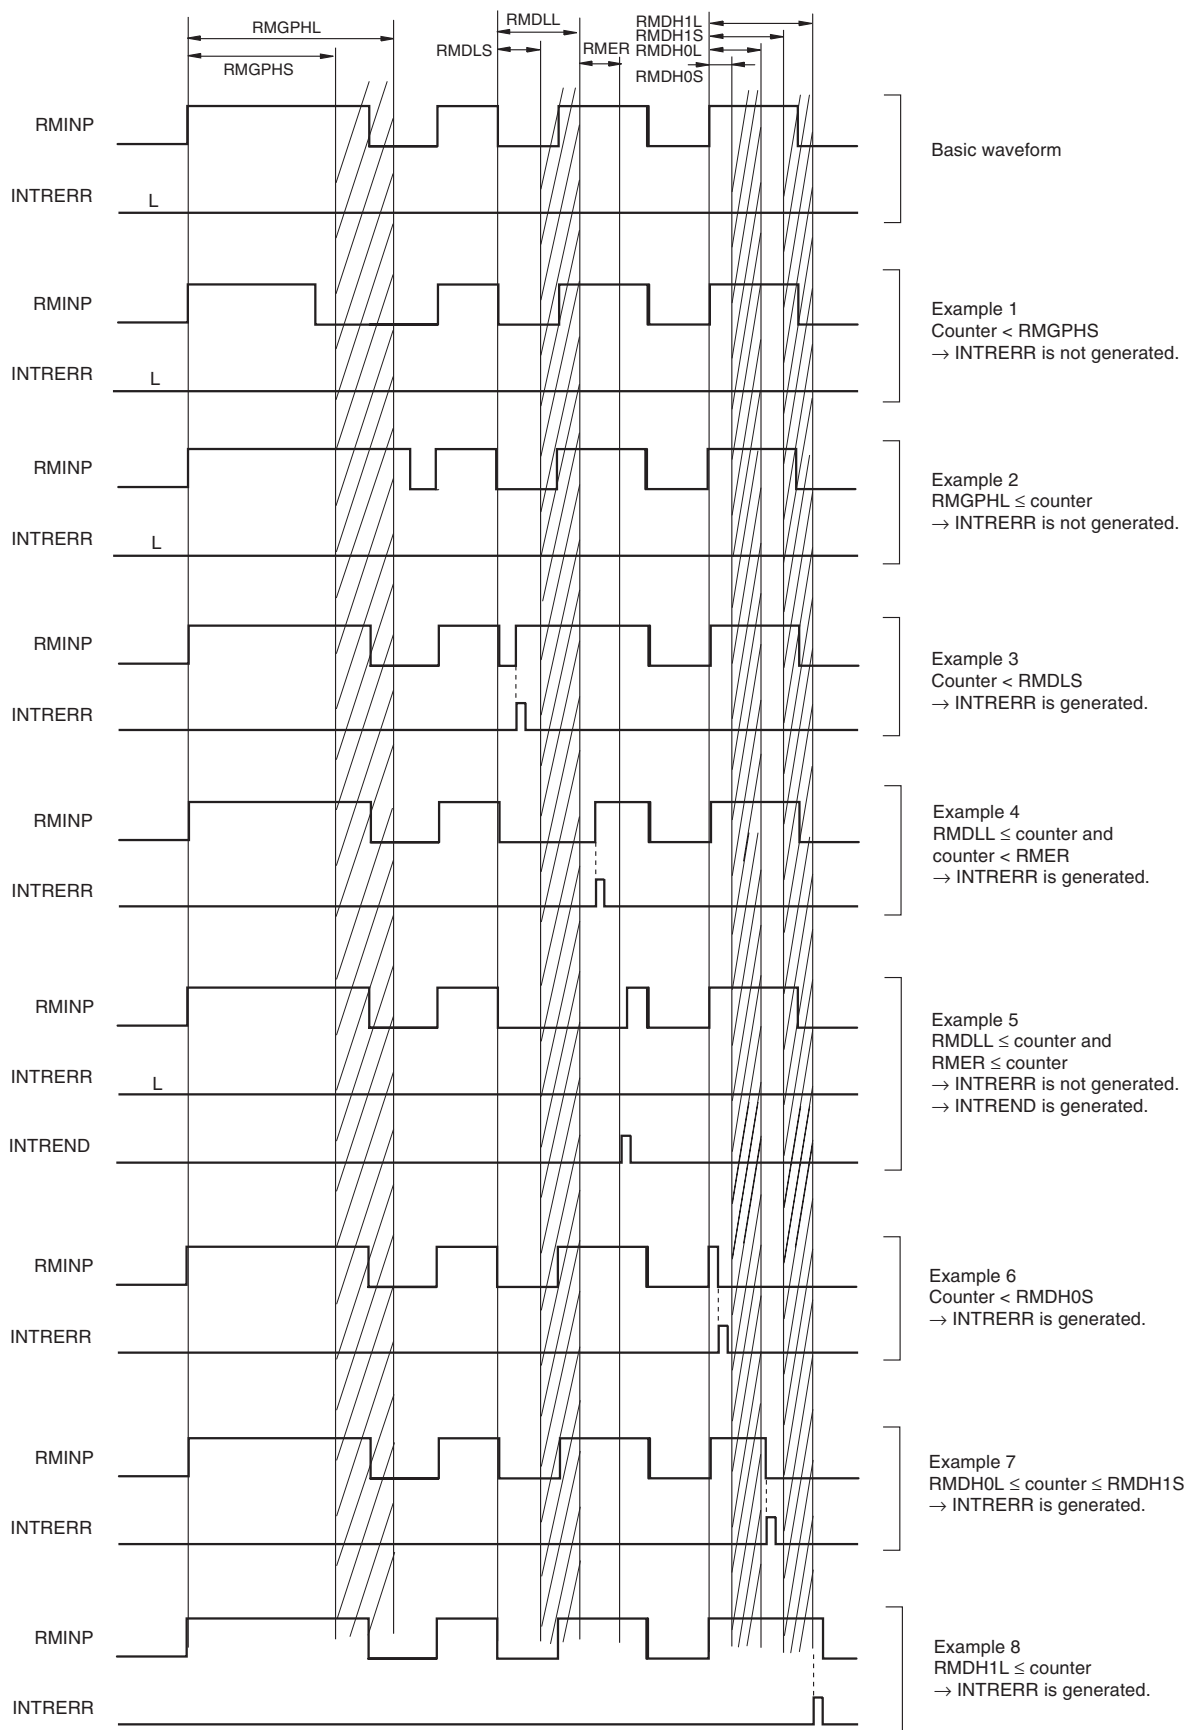 RMGPHL
RMGPHS
RMDLL
RMDLS
RMER
RMDH1L
RMDH1S
RMDH0L
RMDH0S
RMINP
INTRERR
L
Basic waveform
RMINP
INTRERR
L
Example 1
Counter < RMGPHS
→ INTRERR is not generated.
RMINP
INTRERR
L
Example 2
RMGPHL ≤ counter
→ INTRERR is not generated.
RMINP
INTRERR
Example 3
Counter < RMDLS
→ INTRERR is generated.
RMINP
INTRERR
Example 4
RMDLL ≤ counter and
counter < RMER
→ INTRERR is generated.
RMINP
INTRERR
L
INTREND
Example 5
RMDLL ≤ counter and
RMER ≤ counter
→ INTRERR is not generated.
→ INTREND is generated.
RMINP
INTRERR
Example 6
Counter < RMDH0S
→ INTRERR is generated.
RMINP
INTRERR
Example 7
RMDH0L ≤ counter ≤ RMDH1S
→ INTRERR is generated.
RMINP
INTRERR
Example 8
RMDH1L ≤ counter
→ INTRERR is generated.